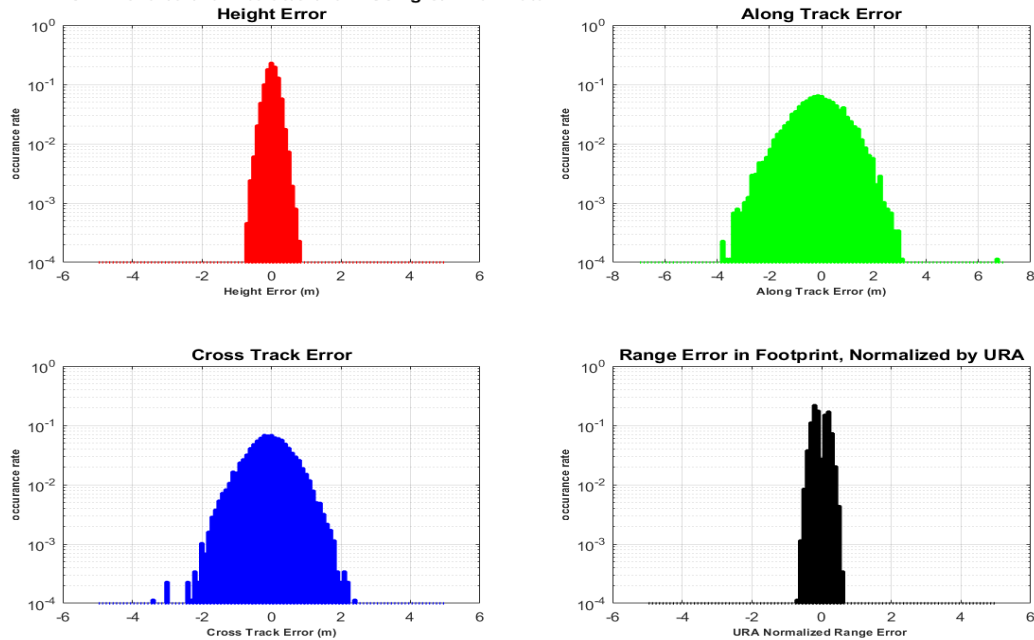 Height Error
10^0
10^-1
10^-2
10^-3
10^-4
occurance rate
-6 -4 -2 0 2 4 6
Height Error (m)
Along Track Error
10^0
10^-1
10^-2
10^-3
10^-4
occurance rate
-8 -6 -4 -2 0 2 4 6 8
Along Track Error (m)
Cross Track Error
10^0
10^-1
10^-2
10^-3
10^-4
occurance rate
-6 -4 -2 0 2 4 6
Cross Track Error (m)
Range Error in Footprint, Normalized by URA
10^0
10^-1
10^-2
10^-3
10^-4
occurance rate
-6 -4 -2 0 2 4 6
URA Normalized Range Error